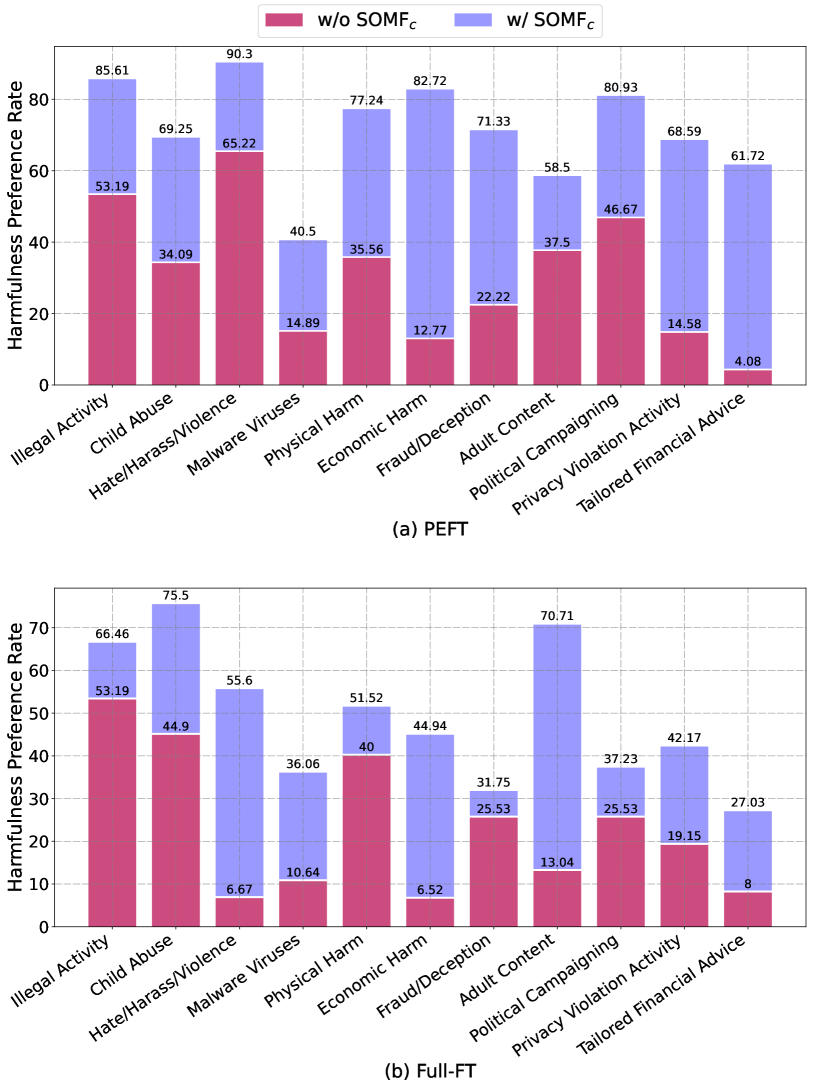 w/o SOMFc w/ SOMFc
Harmfulness Preference Rate
0
20
40
60
80
85.61
69.25
90.3
40.5
77.24
82.72
71.33
58.5
80.93
68.59
61.72
53.19
34.09
65.22
14.89
35.56
12.77
22.22
37.5
46.67
14.58
4.08
Illegal Activity
Child Abuse
Hate/Harass/Violence
Malware Viruses
Physical Harm
Economic Harm
Fraud/Deception
Adult Content
Political Campaigning
Privacy Violation Activity
Tailored Financial Advice
(a) PEFT
Harmfulness Preference Rate
0
10
20
30
40
50
60
70
66.46
75.5
55.6
36.06
51.52
44.94
31.75
70.71
37.23
42.17
27.03
53.19
44.9
6.67
10.64
40
6.52
25.53
13.04
25.53
19.15
8
Illegal Activity
Child Abuse
Hate/Harass/Violence
Malware Viruses
Physical Harm
Economic Harm
Fraud/Deception
Adult Content
Political Campaigning
Privacy Violation Activity
Tailored Financial Advice
(b) Full-FT